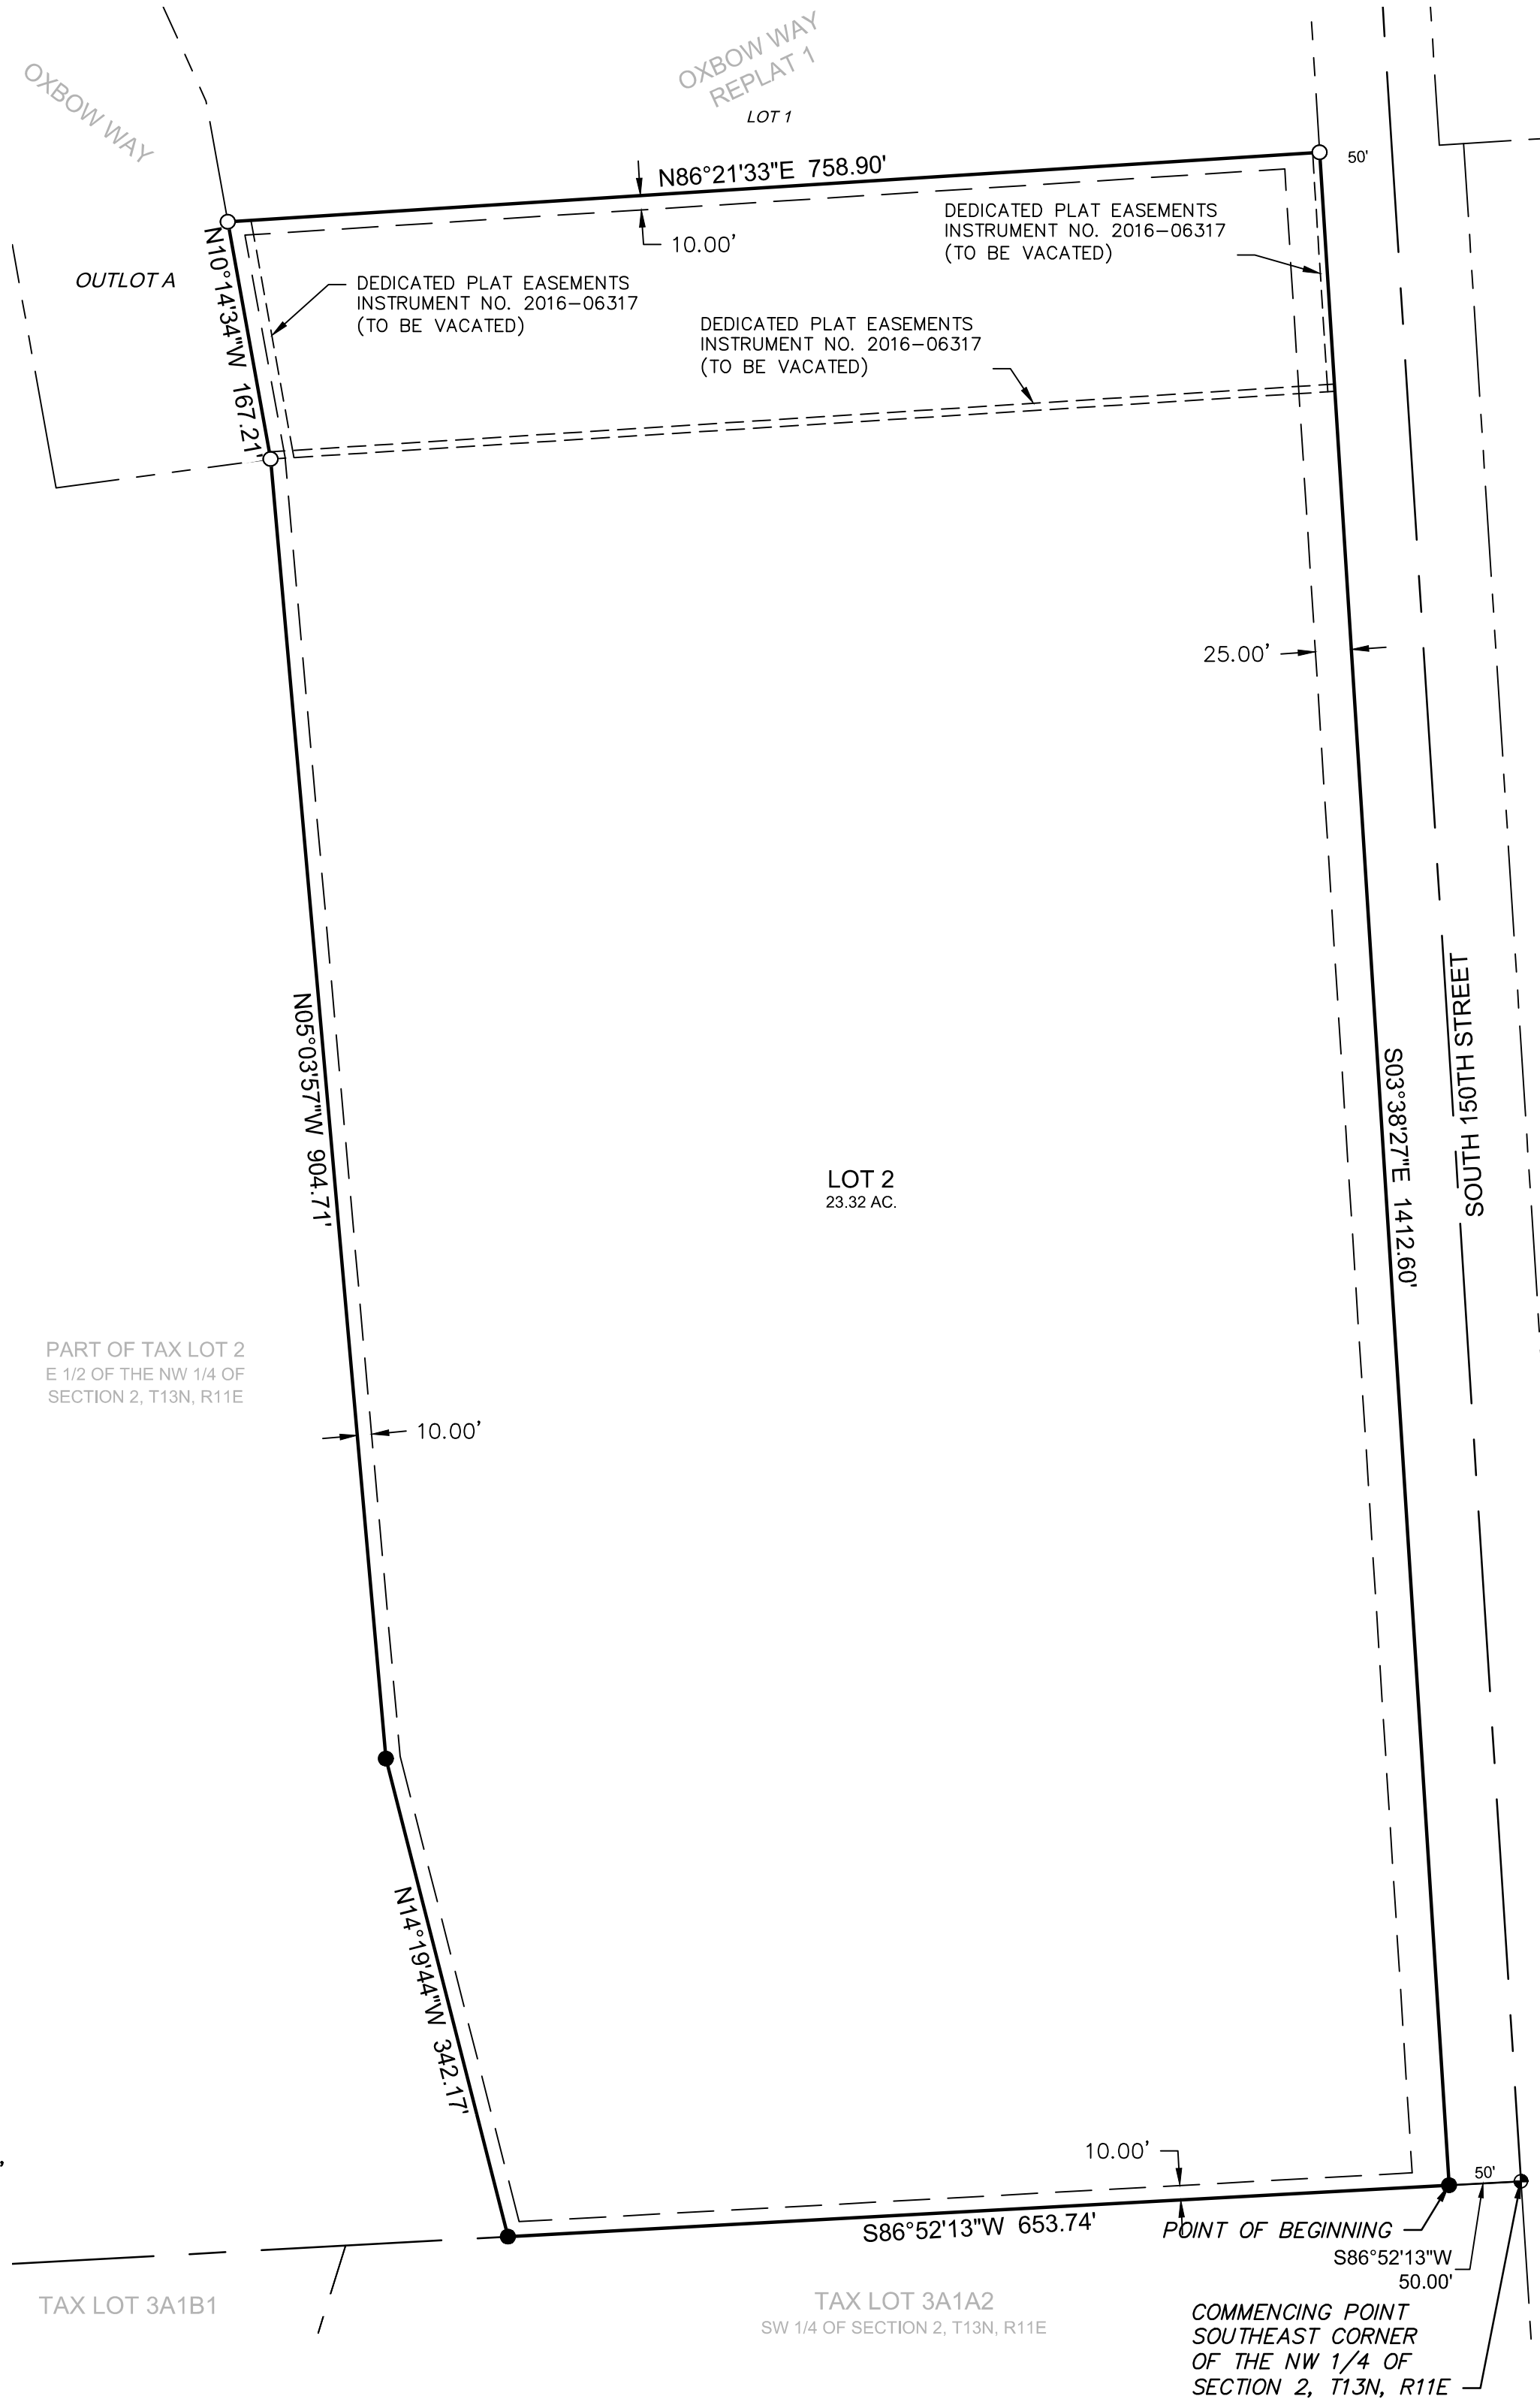 OXBOW WAY
OXBOW WAY
REPLAT 1
LOT 1
N86°21'33"E 758.90'
50'
10.00'
OUTLOT A
N10°14'34"W 167.21'
DEDICATED PLAT EASEMENTS
INSTRUMENT NO. 2016-06317
(TO BE VACATED)
DEDICATED PLAT EASEMENTS
INSTRUMENT NO. 2016-06317
(TO BE VACATED)
DEDICATED PLAT EASEMENTS
INSTRUMENT NO. 2016-06317
(TO BE VACATED)
25.00'
N05°03'57"W 904.71'
S03°38'27"E 1412.60'
SOUTH 150TH STREET
LOT 2
23.32 AC.
PART OF TAX LOT 2
E 1/2 OF THE NW 1/4 OF
SECTION 2, T13N, R11E
10.00'
N14°19'44"W 342.17'
10.00'
50'
S86°52'13"W 653.74'
POINT OF BEGINNING
S86°52'13"W
50.00'
TAX LOT 3A1B1
TAX LOT 3A1A2
SW 1/4 OF SECTION 2, T13N, R11E
COMMENCING POINT
SOUTHEAST CORNER
OF THE NW 1/4 OF
SECTION 2, T13N, R11E